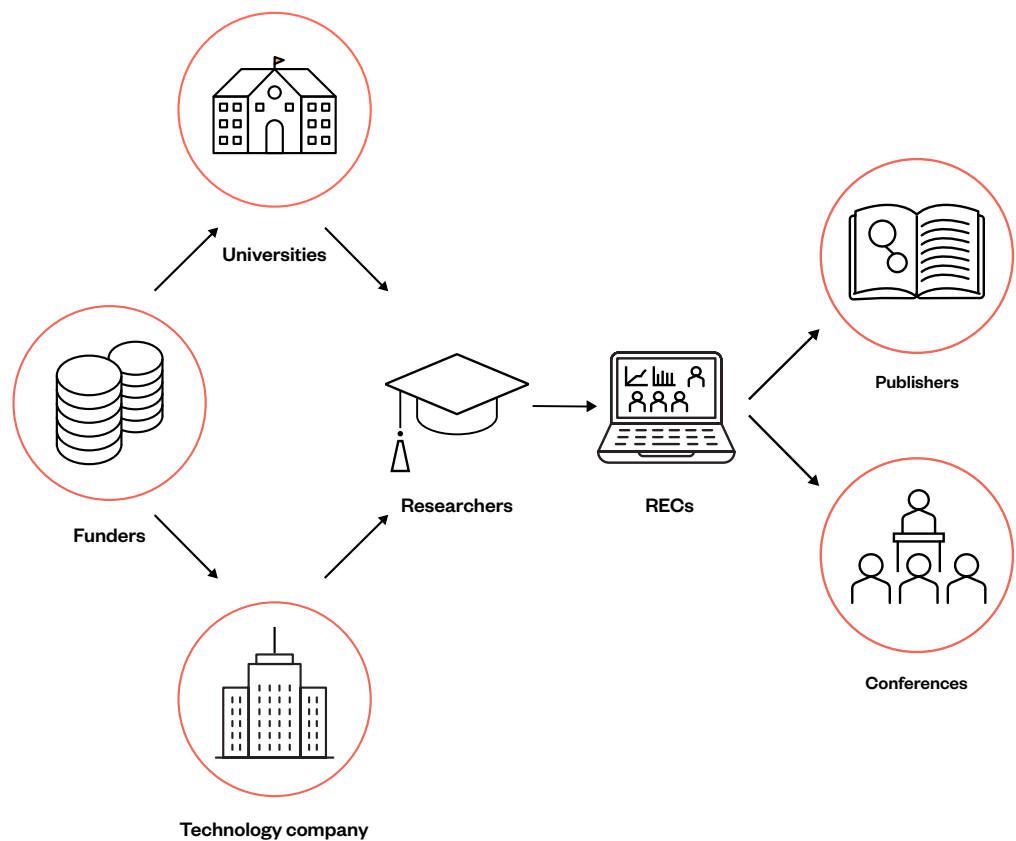 Universities
Publishers
Researchers
RECs
Funders
Conferences
Technology company